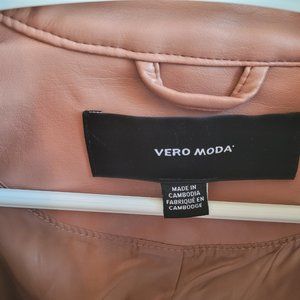 VERO MODA
MADE IN
CAMBODIA
FABRIQUÉ EN
CAMBODGE